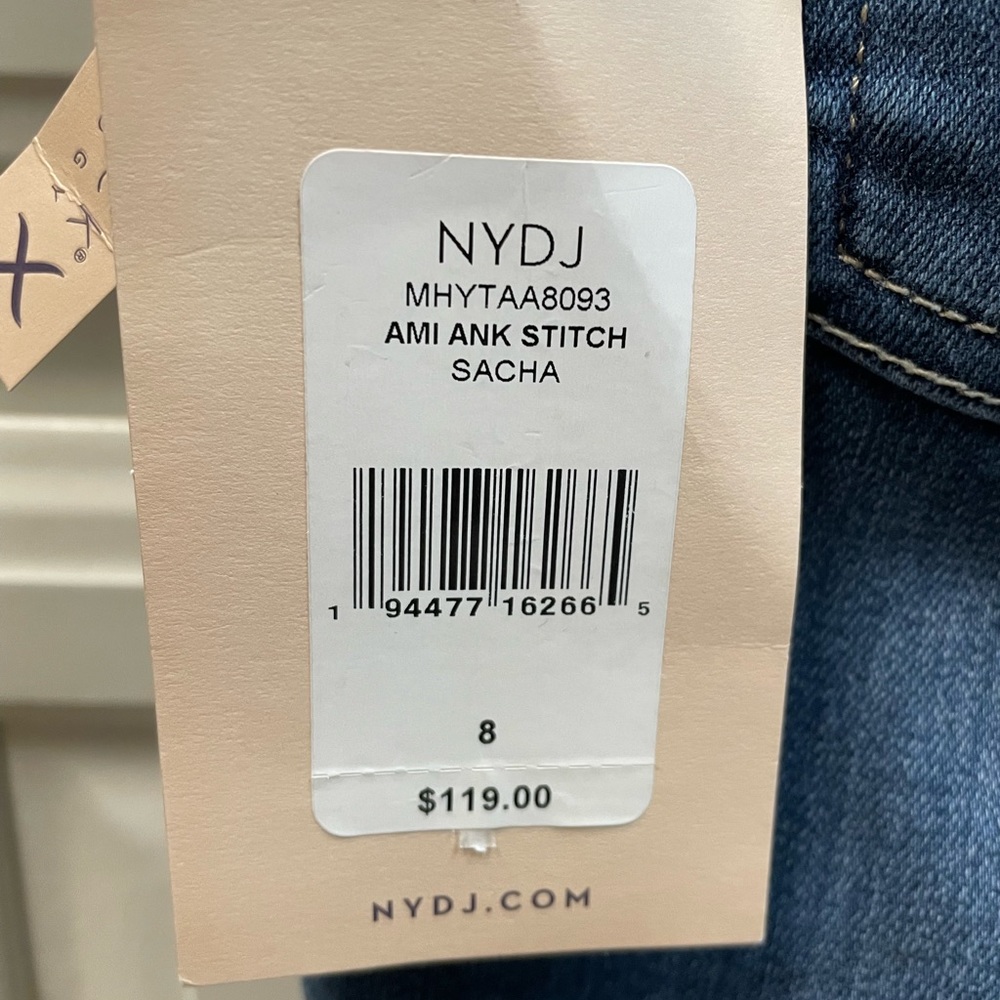 NYDJ
MHYTAA8093
AMI ANK STITCH
SACHA
1 94477 16266 5
8
$119.00
NYDJ.COM